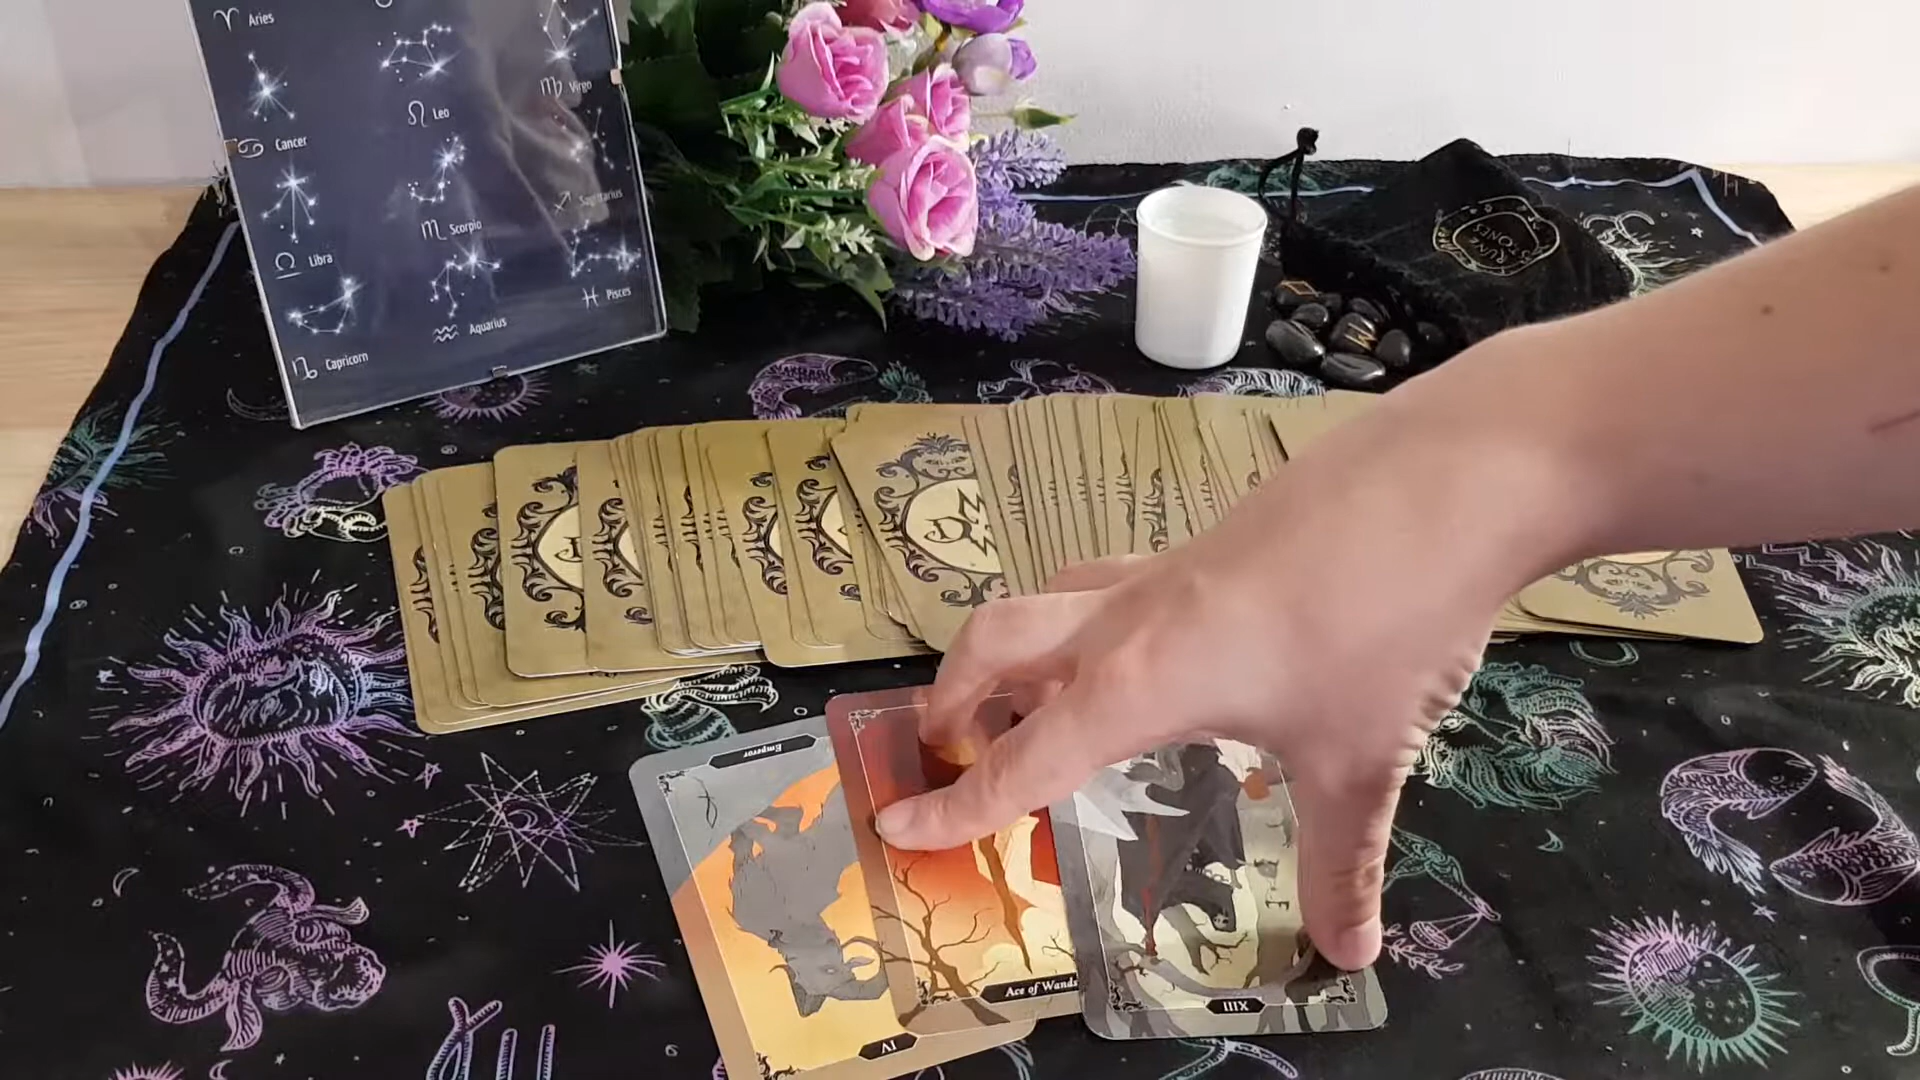 Aries
Leo
Virgo
Cancer
Scorpio
Sagittarius
Libra
Aquarius
Pisces
Capricorn
RUNE
STONES
Emperor
IV
Ace of Wands
XIII